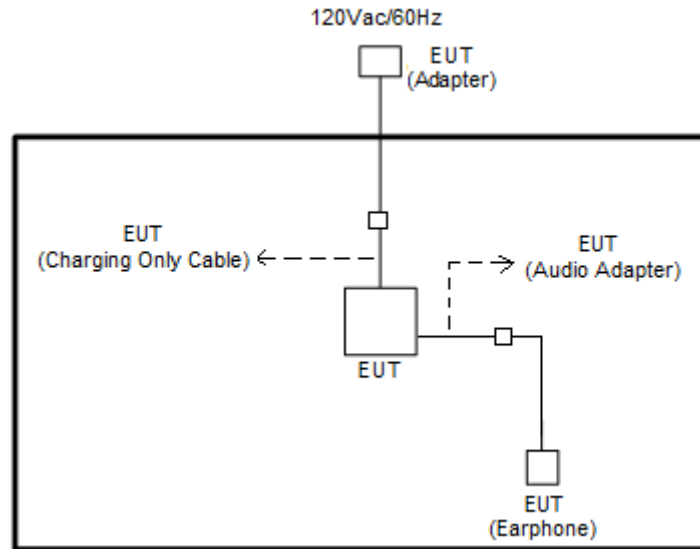 120Vac/60Hz
EUT
(Adapter)
EUT
(Charging Only Cable)
EUT
(Audio Adapter)
EUT
EUT
(Earphone)